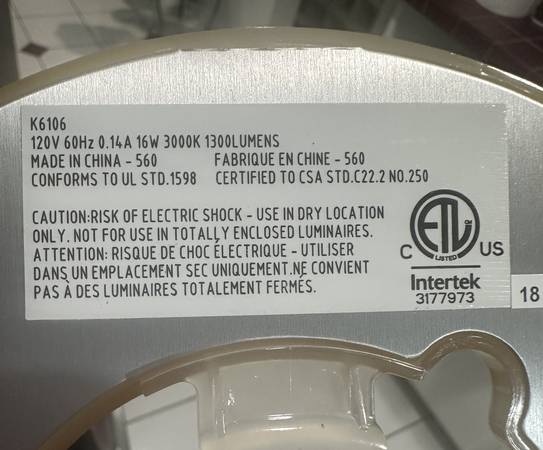 K6106
120V 60Hz 0.14A 16W 3000K 1300LUMENS
MADE IN CHINA - 560 FABRIQUE EN CHINE - 560
CONFORMS TO UL STD.1598 CERTIFIED TO CSA STD.C22.2 NO.250
CAUTION:RISK OF ELECTRIC SHOCK - USE IN DRY LOCATION
ONLY. NOT FOR USE IN TOTALLY ENCLOSED LUMINAIRES.
ATTENTION: RISQUE DE CHOC ÉLECTRIQUE - UTILISER
DANS UN EMPLACEMENT SEC UNIQUEMENT.NE CONVIENT
PAS À DES LUMINAIRES TOTALEMENT FERMÉS.
ETL
LISTED
C US
Intertek
3177973
18